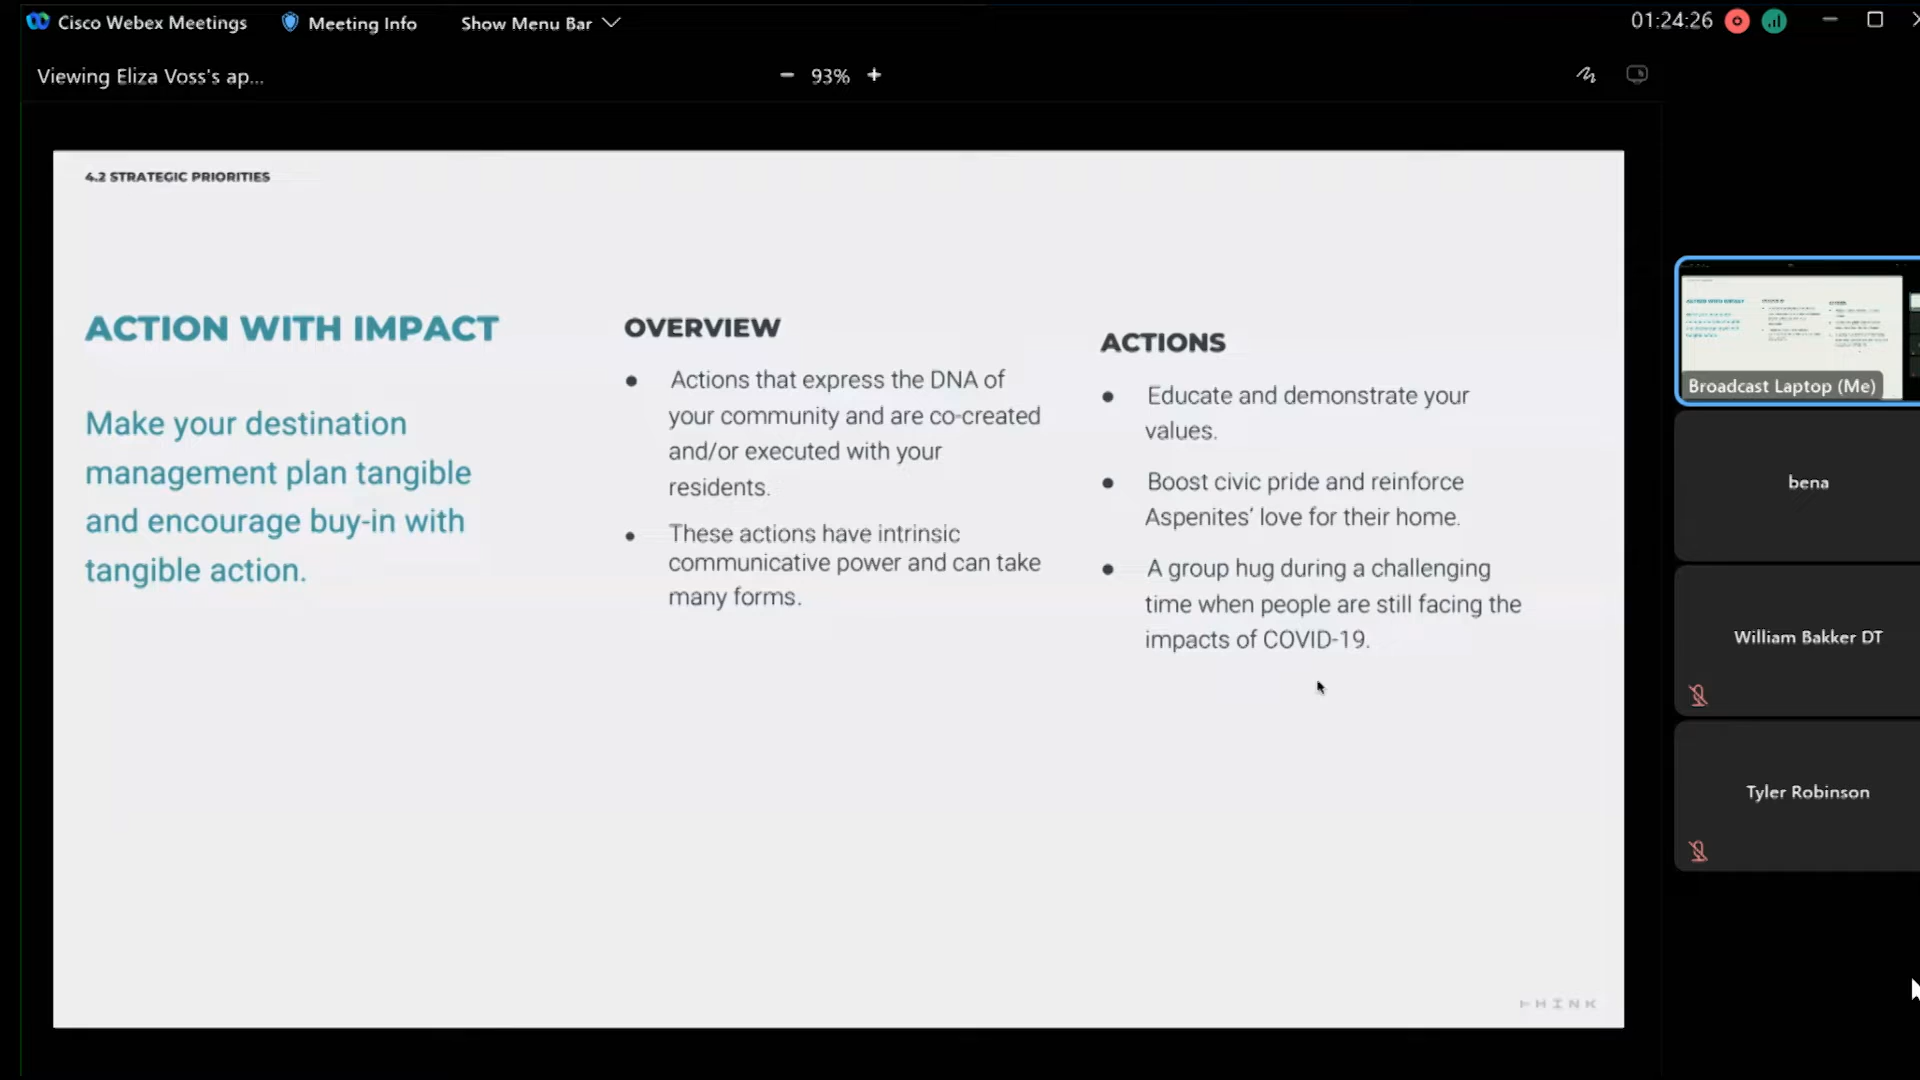 Cisco Webex Meetings
Meeting Info
Show Menu Bar
01:24:26
Viewing Eliza Voss's ap...
93%
4.2 STRATEGIC PRIORITIES
ACTION WITH IMPACT
Make your destination
management plan tangible
and encourage buy-in with
tangible action.
OVERVIEW
● Actions that express the DNA of
your community and are co-created
and/or executed with your
residents.
● These actions have intrinsic
communicative power and can take
many forms.
ACTIONS
● Educate and demonstrate your
values.
● Boost civic pride and reinforce
Aspenites’ love for their home.
● A group hug during a challenging
time when people are still facing the
impacts of COVID-19.
THINK
Broadcast Laptop (Me)
bena
William Bakker DT
Tyler Robinson